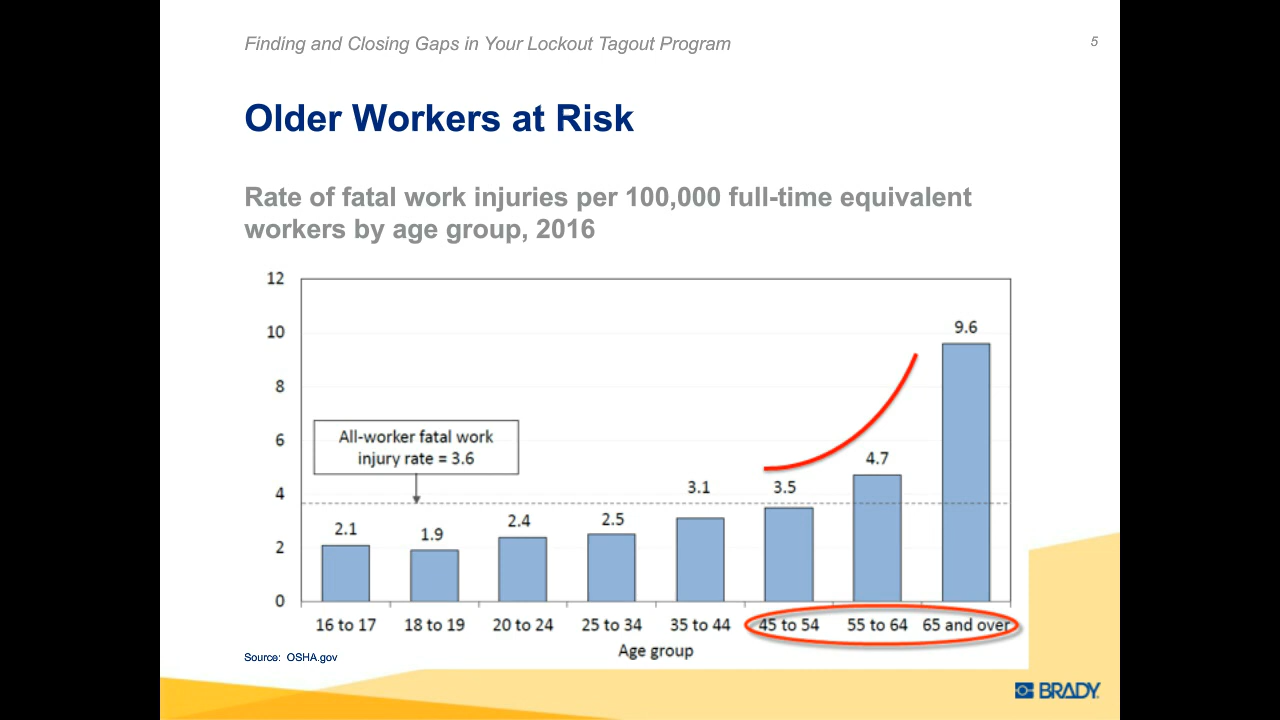 Finding and Closing Gaps in Your Lockout Tagout Program
5
Older Workers at Risk
Rate of fatal work injuries per 100,000 full-time equivalent
workers by age group, 2016
12
10
8
6
4
2
0
All-worker fatal work
injury rate = 3.6
2.1
1.9
2.4
2.5
3.1
3.5
4.7
9.6
16 to 17
18 to 19
20 to 24
25 to 34
35 to 44
45 to 54
55 to 64
65 and over
Age group
Source: OSHA.gov
BRADY